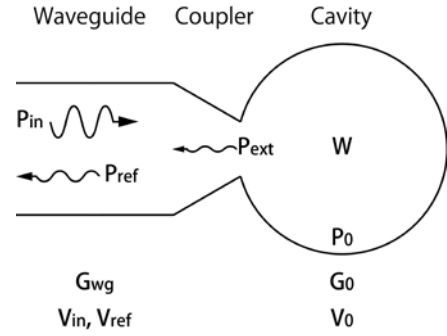 Waveguide Coupler Cavity
Pin
Pext
W
Pref
P0
Gwg G0
Vin, Vref V0